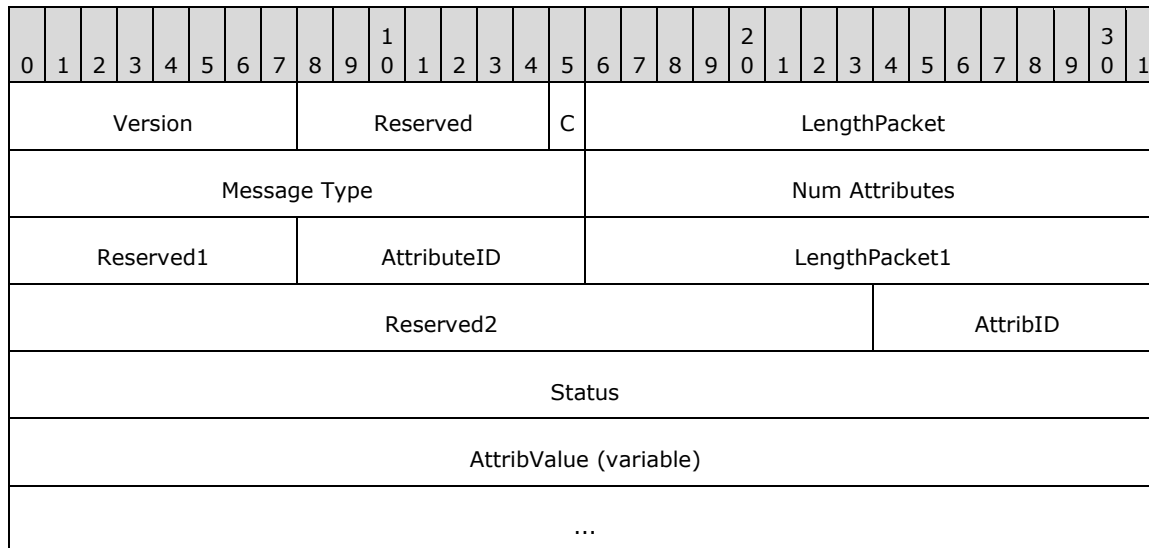 1 2 3
0 1 2 3 4 5 6 7 8 9 0 1 2 3 4 5 6 7 8 9 0 1 2 3 4 5 6 7 8 9 0 1
Version Reserved C LengthPacket
Message Type Num Attributes
Reserved1 AttributeID LengthPacket1
Reserved2 AttribID
Status
AttribValue (variable)
...